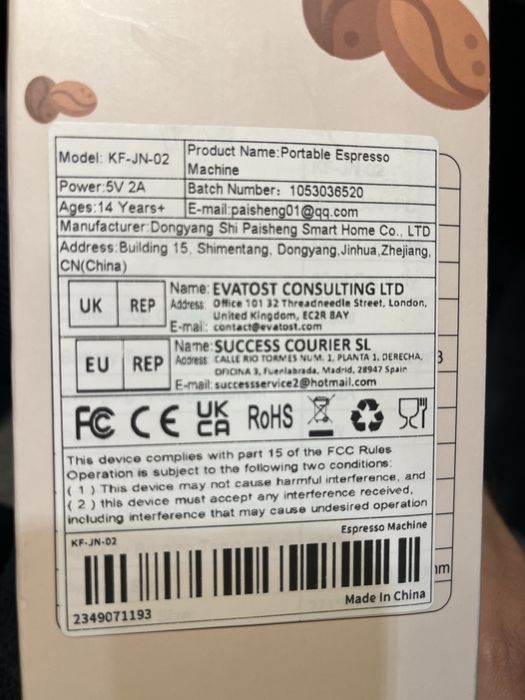 Model: KF-JN-02
Product Name:Portable Espresso
Machine
Power:5V 2A
Batch Number: 1053036520
Ages:14 Years+
E-mail:paisheng01@qq.com
Manufacturer:Dongyang Shi Paisheng Smart Home Co., LTD
Address:Building 15, Shimentang, Dongyang,Jinhua,Zhejiang,
CN(China)
UK REP
Name: EVATOST CONSULTING LTD
Address: Office 101 32 Threadneedle Street, London,
United Kingdom, EC2R 8AY
E-mail: contact@evatost.com
EU REP
Name:SUCCESS COURIER SL
Address: CALLE RIO TORMES NUM. 1, PLANTA 1, DERECHA,
OFICINA 3, Fuenlabrada, Madrid, 28947 Spain
E-mail:successservice2@hotmail.com
FC CE UK CA RoHS
This device complies with part 15 of the FCC Rules
Operation is subject to the following two conditions:
( 1 ) This device may not cause harmful interference, and
( 2 ) this device must accept any interference received,
including interference that may cause undesired operation
Espresso Machine
KF-JN-02
2349071193
Made In China